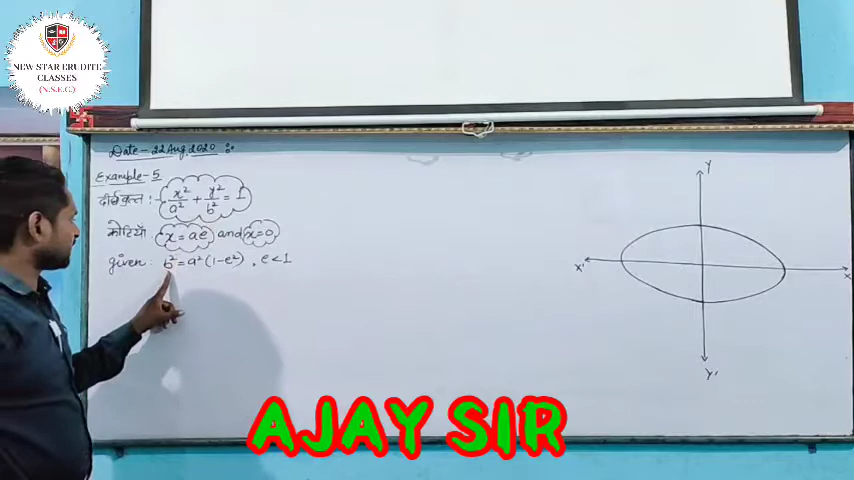 NEW STAR ERUDITE
CLASSES
(N.S.E.C.)
Date - 22 Aug, 2020
Example-5
दीर्घवृत्त : x²/a² + y²/b² = 1
कोटियाँ x = ae and x=0
given : b² = a²(1-e²) , e<1
Y
X' X
Y'
AJAY SIR